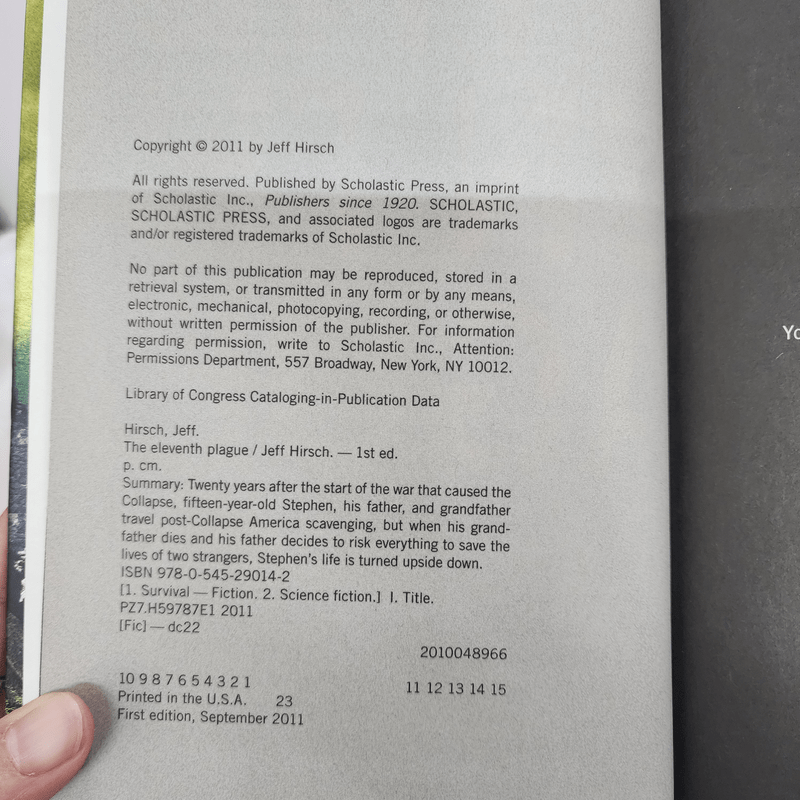 Copyright © 2011 by Jeff Hirsch
All rights reserved. Published by Scholastic Press, an imprint
of Scholastic Inc., Publishers since 1920. SCHOLASTIC,
SCHOLASTIC PRESS, and associated logos are trademarks
and/or registered trademarks of Scholastic Inc.
No part of this publication may be reproduced, stored in a
retrieval system, or transmitted in any form or by any means,
electronic, mechanical, photocopying, recording, or otherwise,
without written permission of the publisher. For information
regarding permission, write to Scholastic Inc., Attention:
Permissions Department, 557 Broadway, New York, NY 10012.
Library of Congress Cataloging-in-Publication Data
Hirsch, Jeff.
The eleventh plague / Jeff Hirsch. — 1st ed.
p. cm.
Summary: Twenty years after the start of the war that caused the
Collapse, fifteen-year-old Stephen, his father, and grandfather
travel post-Collapse America scavenging, but when his grand-
father dies and his father decides to risk everything to save the
lives of two strangers, Stephen's life is turned upside down.
ISBN 978-0-545-29014-2
[1. Survival — Fiction. 2. Science fiction.] I. Title.
PZ7.H59787E1 2011
[Fic] — dc22
2010048966
10 9 8 7 6 5 4 3 2 1 11 12 13 14 15
Printed in the U.S.A. 23
First edition, September 2011